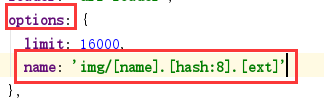 options: {
limit: 16000,
name: 'img/[name].[hash:8].[ext]'
},